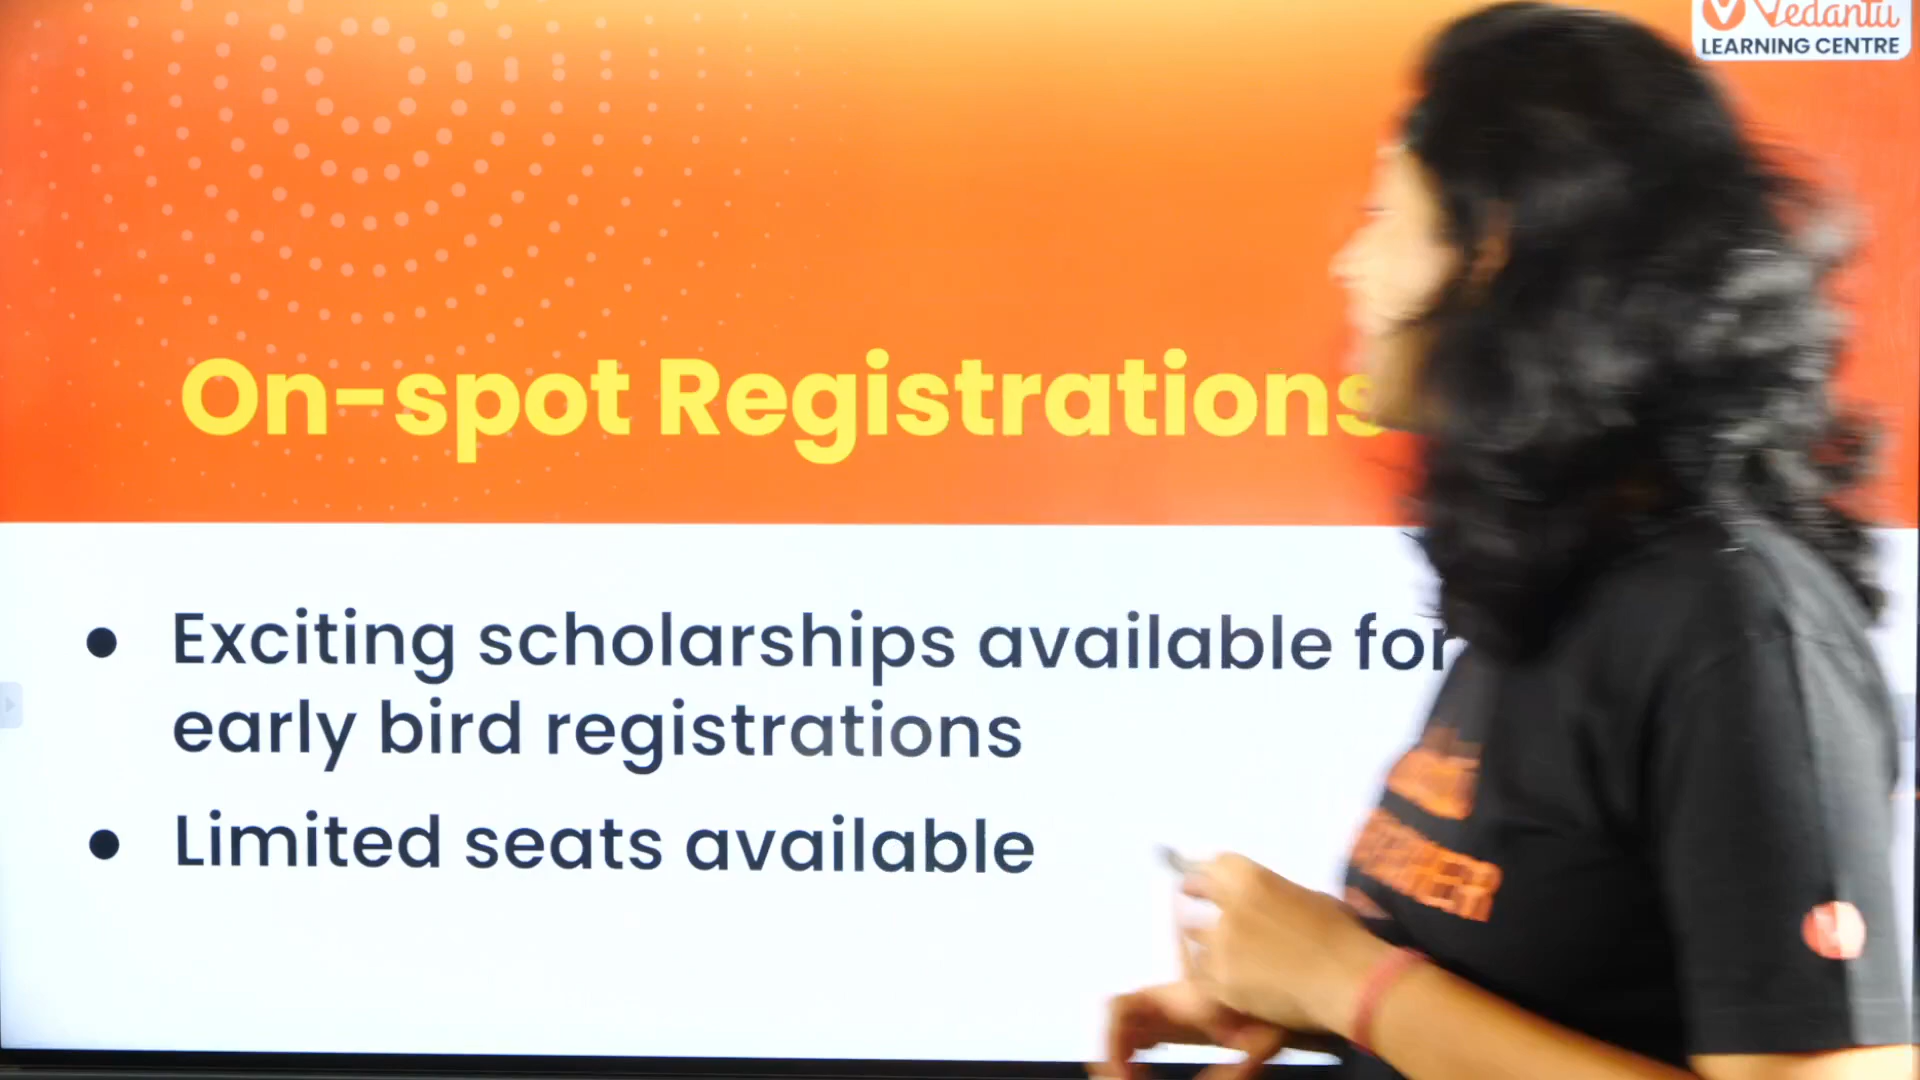 Vedantu
LEARNING CENTRE
On-spot Registrations
Exciting scholarships available for
early bird registrations
Limited seats available